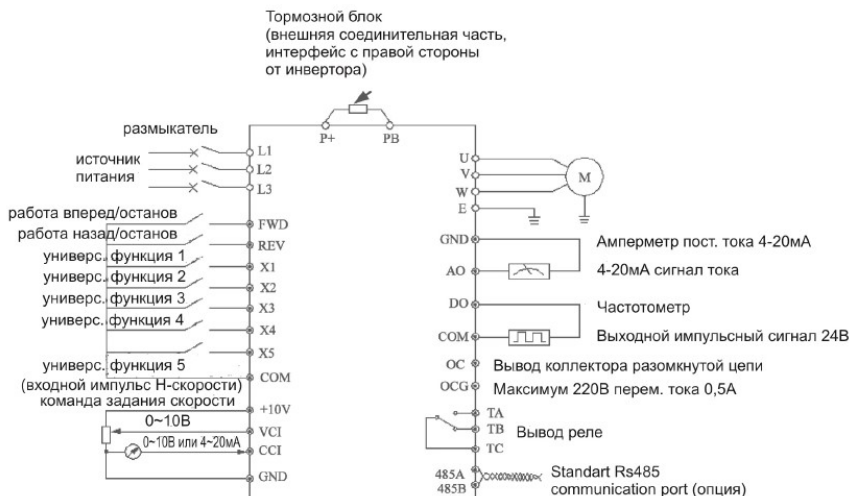 Тормозной блок
(внешняя соединительная часть,
интерфейс с правой стороны
от инвертора)
P+ PB
размыкатель
источник
питания
L1
L2
L3
работа вперед/останов
FWD
работа назад/останов
REV
универс. функция 1
X1
универс. функция 2
X2
универс. функция 3
X3
универс. функция 4
X4
X5
универс. функция 5
COM
(входной импульс Н-скорости)
команда задания скорости
+10V
0~10В
VCI
0~10В или 4~20мА
CCI
GND
U
V
W
M
E
GND
Амперметр пост. тока 4-20мА
AO
4-20мА сигнал тока
DO
Частотометр
COM
Выходной импульсный сигнал 24В
OC Вывод коллектора разомкнутой цепи
OCG Максимум 220В перем. тока 0,5А
TA
TB
Вывод реле
TC
485A
Standart Rs485
485B
communication port (опция)